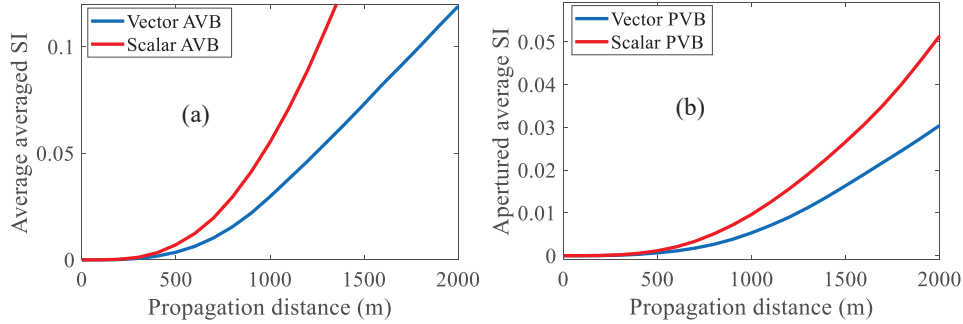 Vector AVB
Scalar AVB
(a)
0.1
0.05
0
0
500
1000
1500
2000
Average averaged SI
Propagation distance (m)
Vector PVB
Scalar PVB
(b)
0.05
0.04
0.03
0.02
0.01
0
0
500
1000
1500
2000
Apertured average SI
Propagation distance (m)